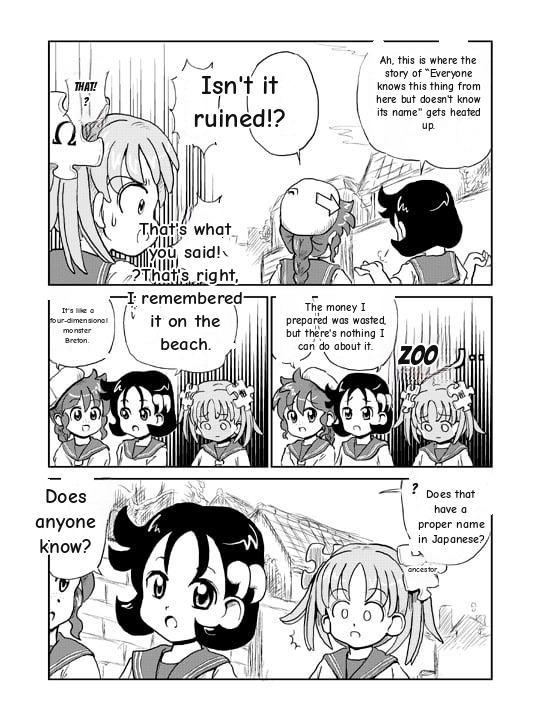 Ah, this is where the
story of "Everyone
knows this thing from
here but doesn't know
its name" gets heated
up.
Isn't it
ruined!?
THAT!
?
Ω
That's what
you said!
?That's right,
I remembered
it on the
beach.
The money I
prepared was wasted,
but there's nothing I
can do about it.
ZOO
It's like a
four-dimensional
monster
Breton.
?
Does that
have a
proper name
in Japanese?
ancestor
Does
anyone
know?